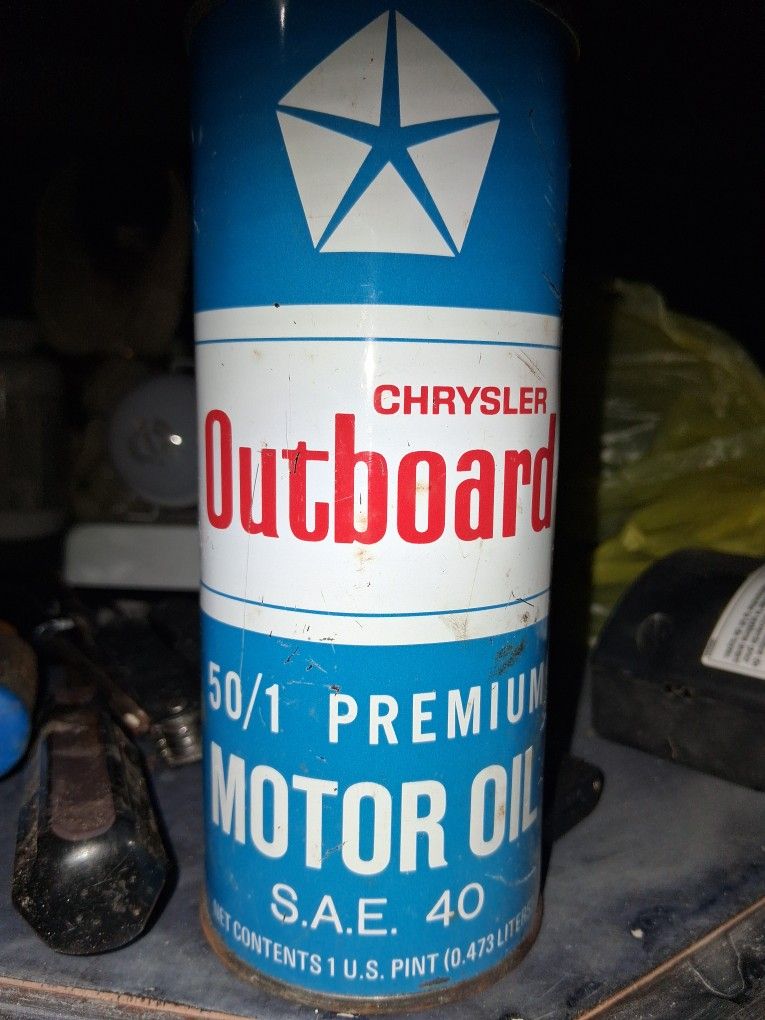 CHRYSLER
Outboard
50/1 PREMIUM
MOTOR OIL
S.A.E. 40
NET CONTENTS 1 U.S. PINT (0.473 LITERS)